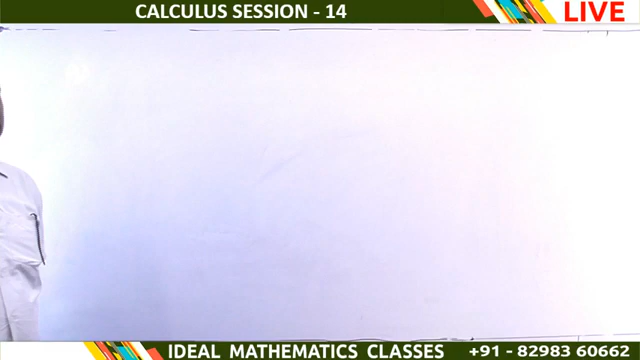 CALCULUS SESSION - 14
LIVE
IDEAL MATHEMATICS CLASSES
+91 - 82983 60662